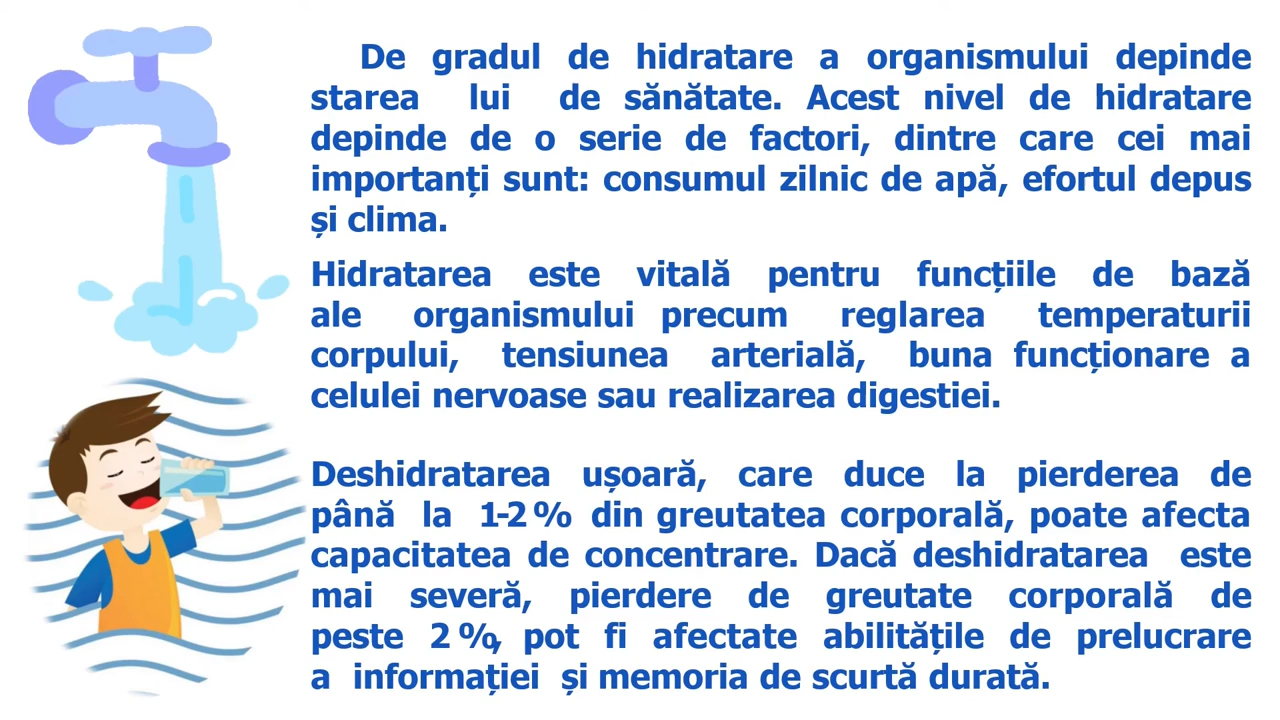 De gradul de hidratare a organismului depinde
starea lui de sănătate. Acest nivel de hidratare
depinde de o serie de factori, dintre care cei mai
importanți sunt: consumul zilnic de apă, efortul depus
și clima.
Hidratarea este vitală pentru funcțiile de bază
ale organismului precum reglarea temperaturii
corpului, tensiunea arterială, buna funcționare a
celulei nervoase sau realizarea digestiei.
Deshidratarea ușoară, care duce la pierderea de
până la 1-2 % din greutatea corporală, poate afecta
capacitatea de concentrare. Dacă deshidratarea este
mai severă, pierdere de greutate corporală de
peste 2 %, pot fi afectate abilitățile de prelucrare
a informației și memoria de scurtă durată.